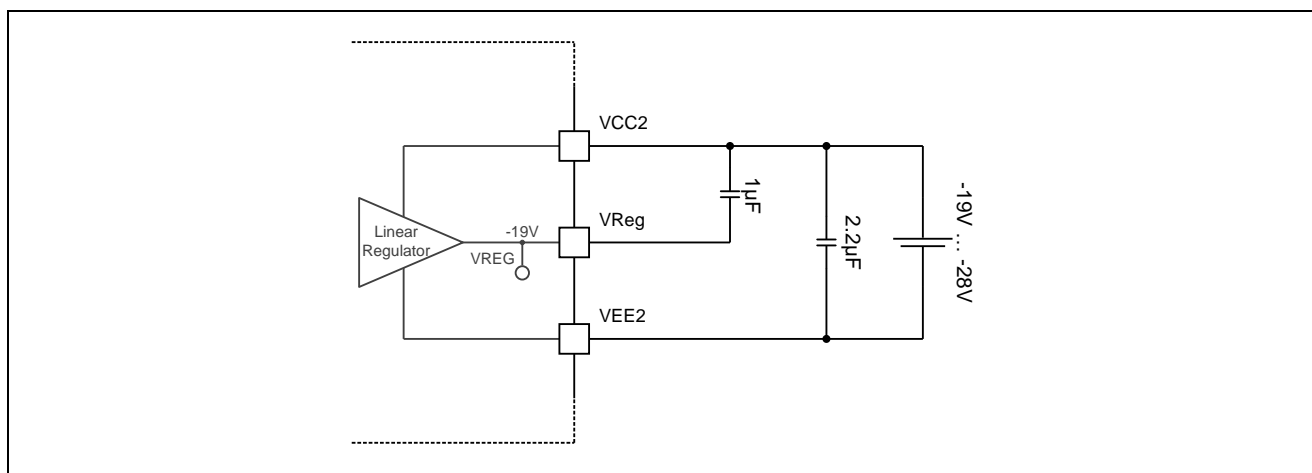 VCC2
1µF
-19V ... -28V
2.2µF
VReg
-19V
Linear
Regulator
VREG
VEE2